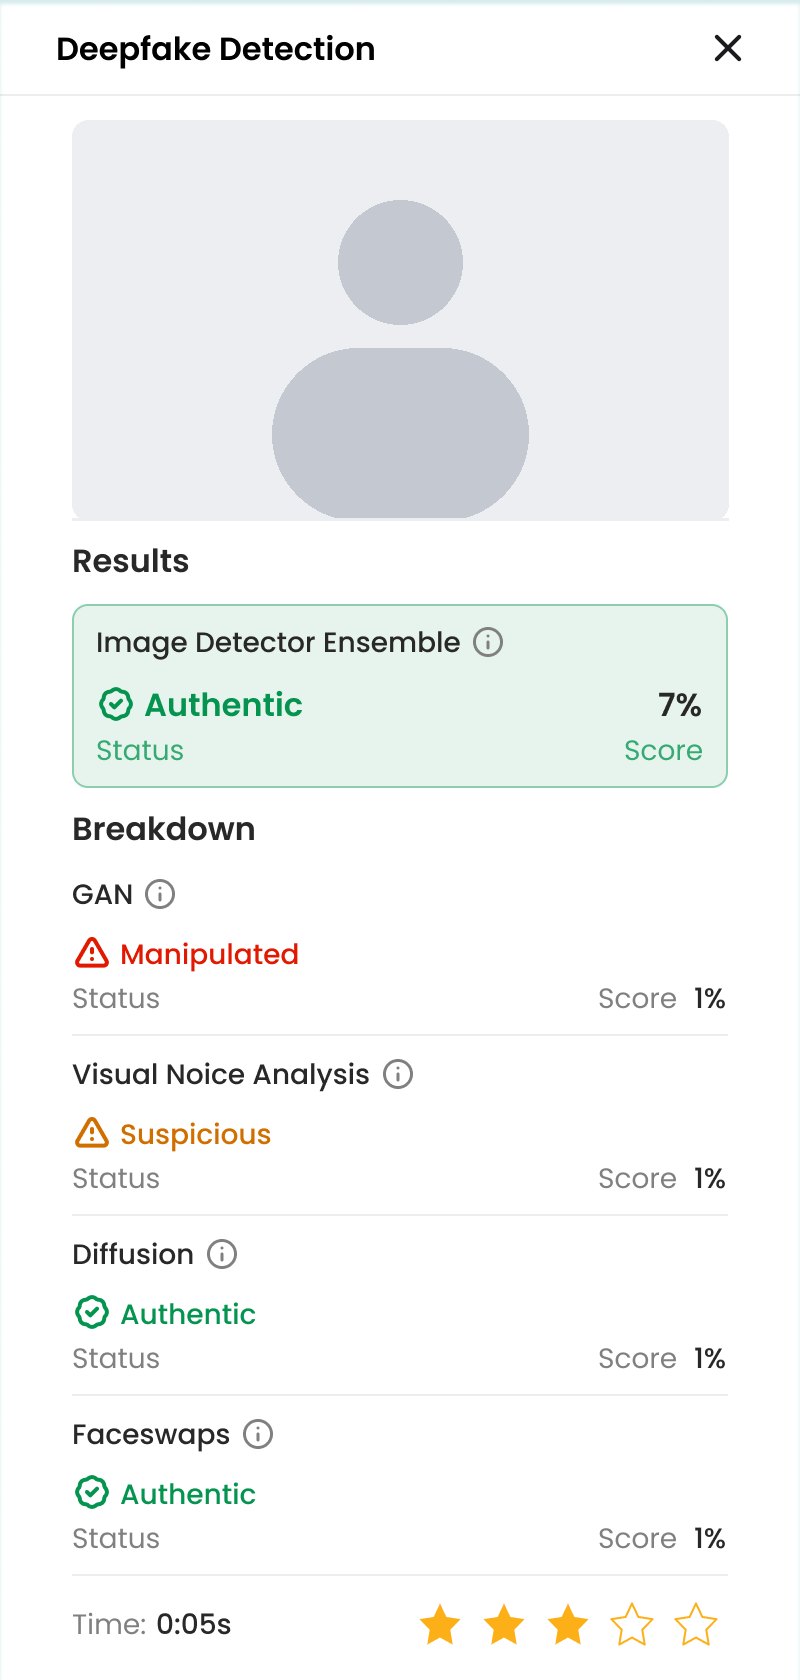 Deepfake Detection
Results
Image Detector Ensemble
Authentic 7%
Status Score
Breakdown
GAN
Manipulated
Status Score 1%
Visual Noice Analysis
Suspicious
Status Score 1%
Diffusion
Authentic
Status Score 1%
Faceswaps
Authentic
Status Score 1%
Time: 0:05s